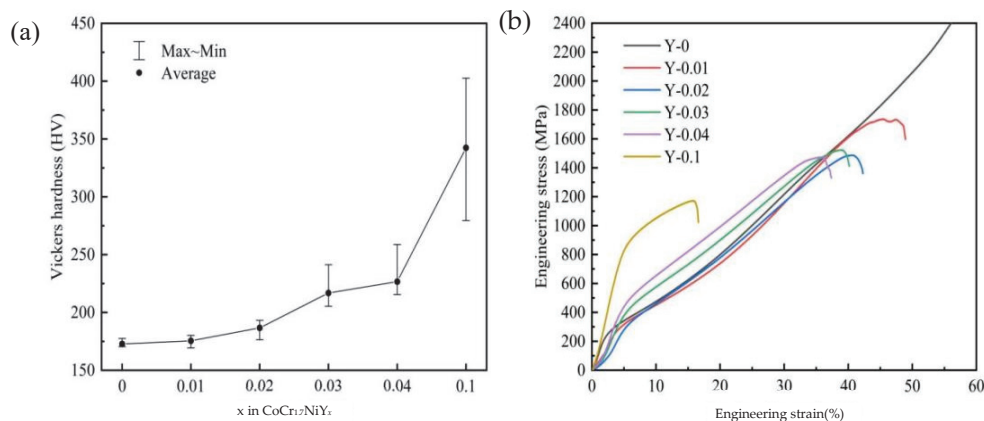 (a)
Max~Min
Average
Vickers hardness (HV)
450
400
350
300
250
200
150
0 0.01 0.02 0.03 0.04 0.1
x in CoCr₁.₇NiYₓ
(b)
Y-0
Y-0.01
Y-0.02
Y-0.03
Y-0.04
Y-0.1
Engineering stress (MPa)
2400
2200
2000
1800
1600
1400
1200
1000
800
600
400
200
0
0 10 20 30 40 50 60
Engineering strain(%)